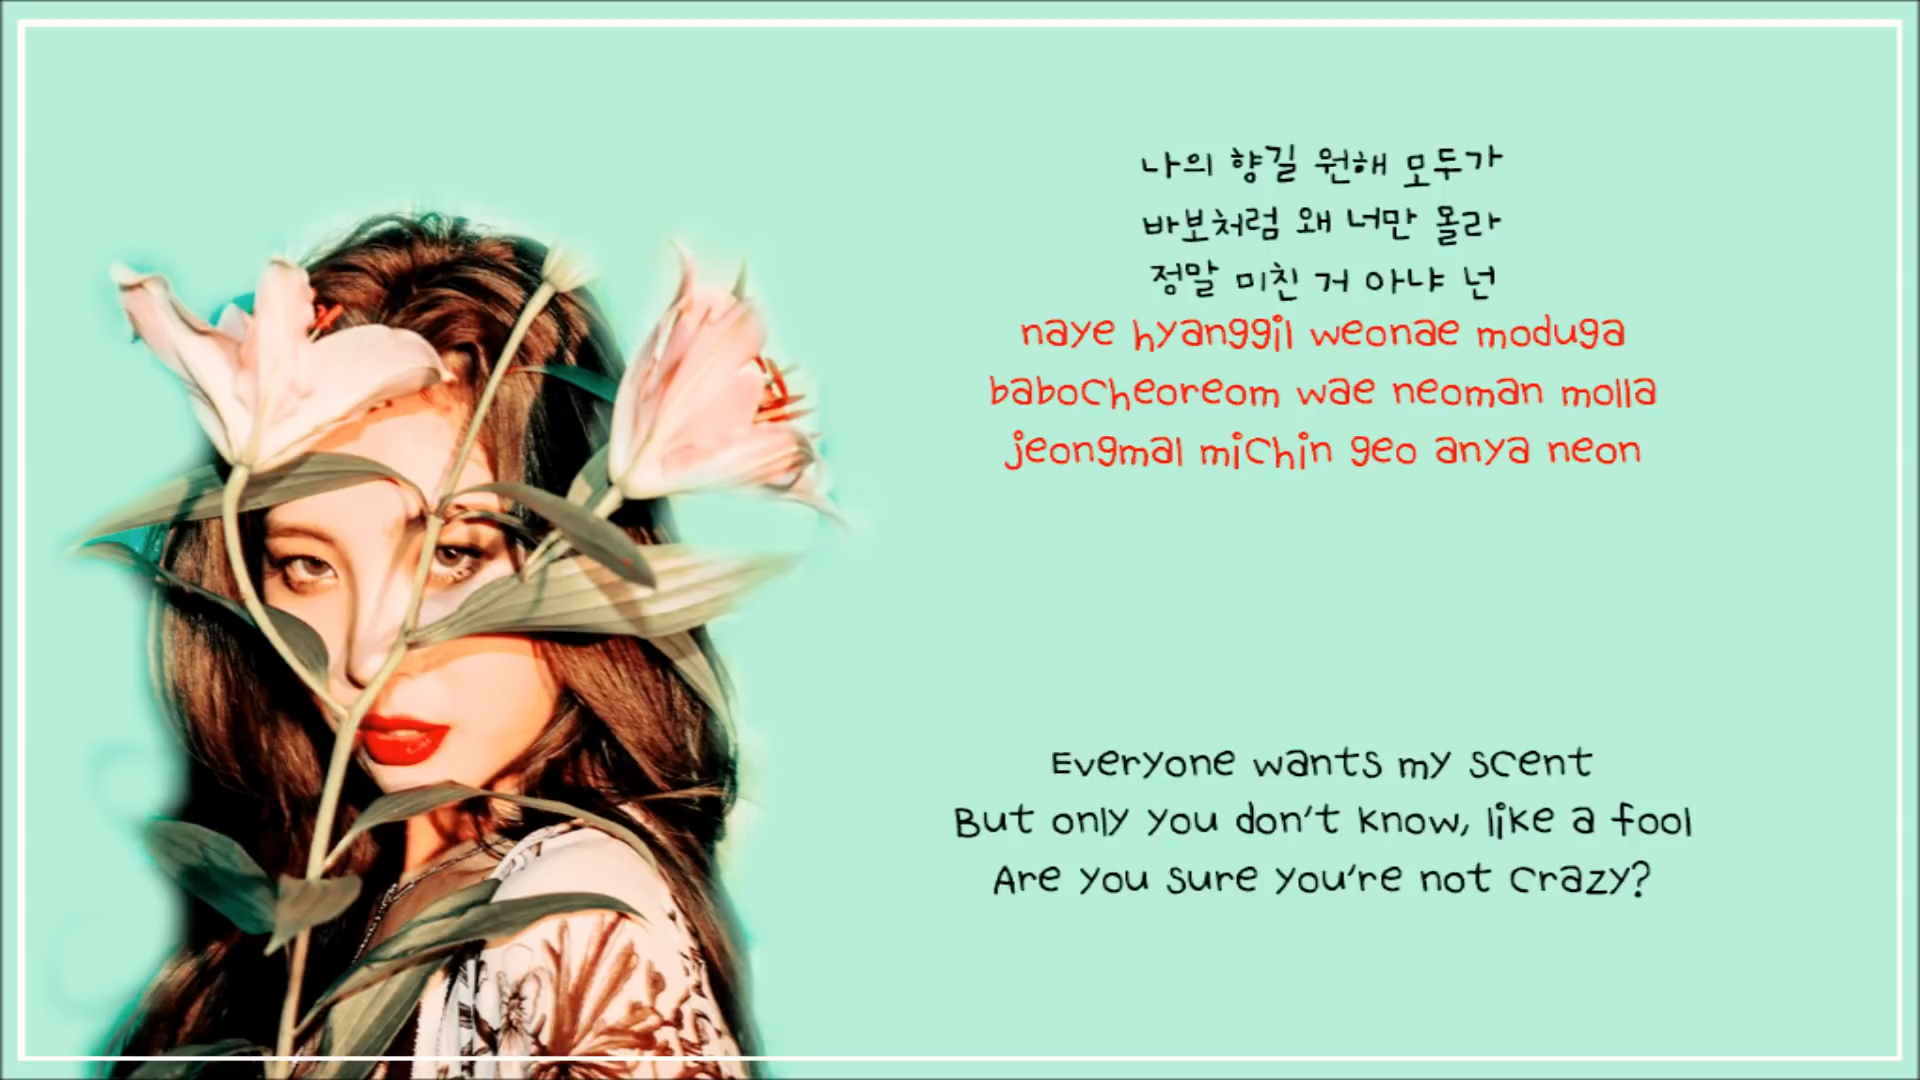 나의 향길 원해 모두가
바보처럼 왜 너만 몰라
정말 미친 거 아냐 넌
naye hyanggil weonae moduga
babocheoreom wae neoman molla
jeongmal michin geo anya neon
Everyone wants my scent
But only you don't know, like a fool
Are you sure you're not crazy?